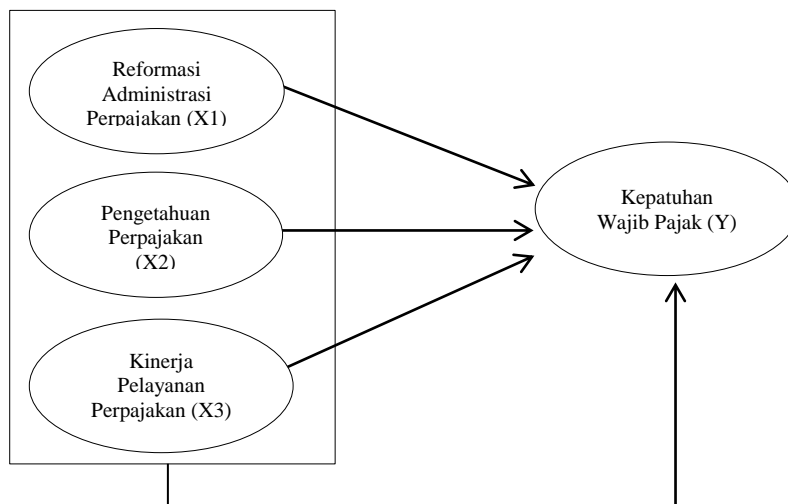 Reformasi
Administrasi
Perpajakan (X1)
Pengetahuan
Perpajakan
(X2)
Kinerja
Pelayanan
Perpajakan (X3)
Kepatuhan
Wajib Pajak (Y)